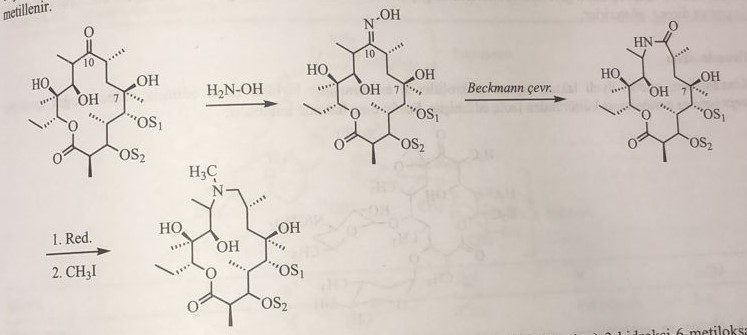 metillenir.
O
10
HO
OH
OH
7
O
O
OS1
OS2
H2N-OH
N
OH
10
HO
OH
OH
7
O
O
OS1
OS2
Beckmann çevr.
O
HN
HO
OH
OH
7
O
O
OS1
OS2
1. Red.
2. CH3I
H3C
N
HO
OH
OH
O
O
OS1
OS2